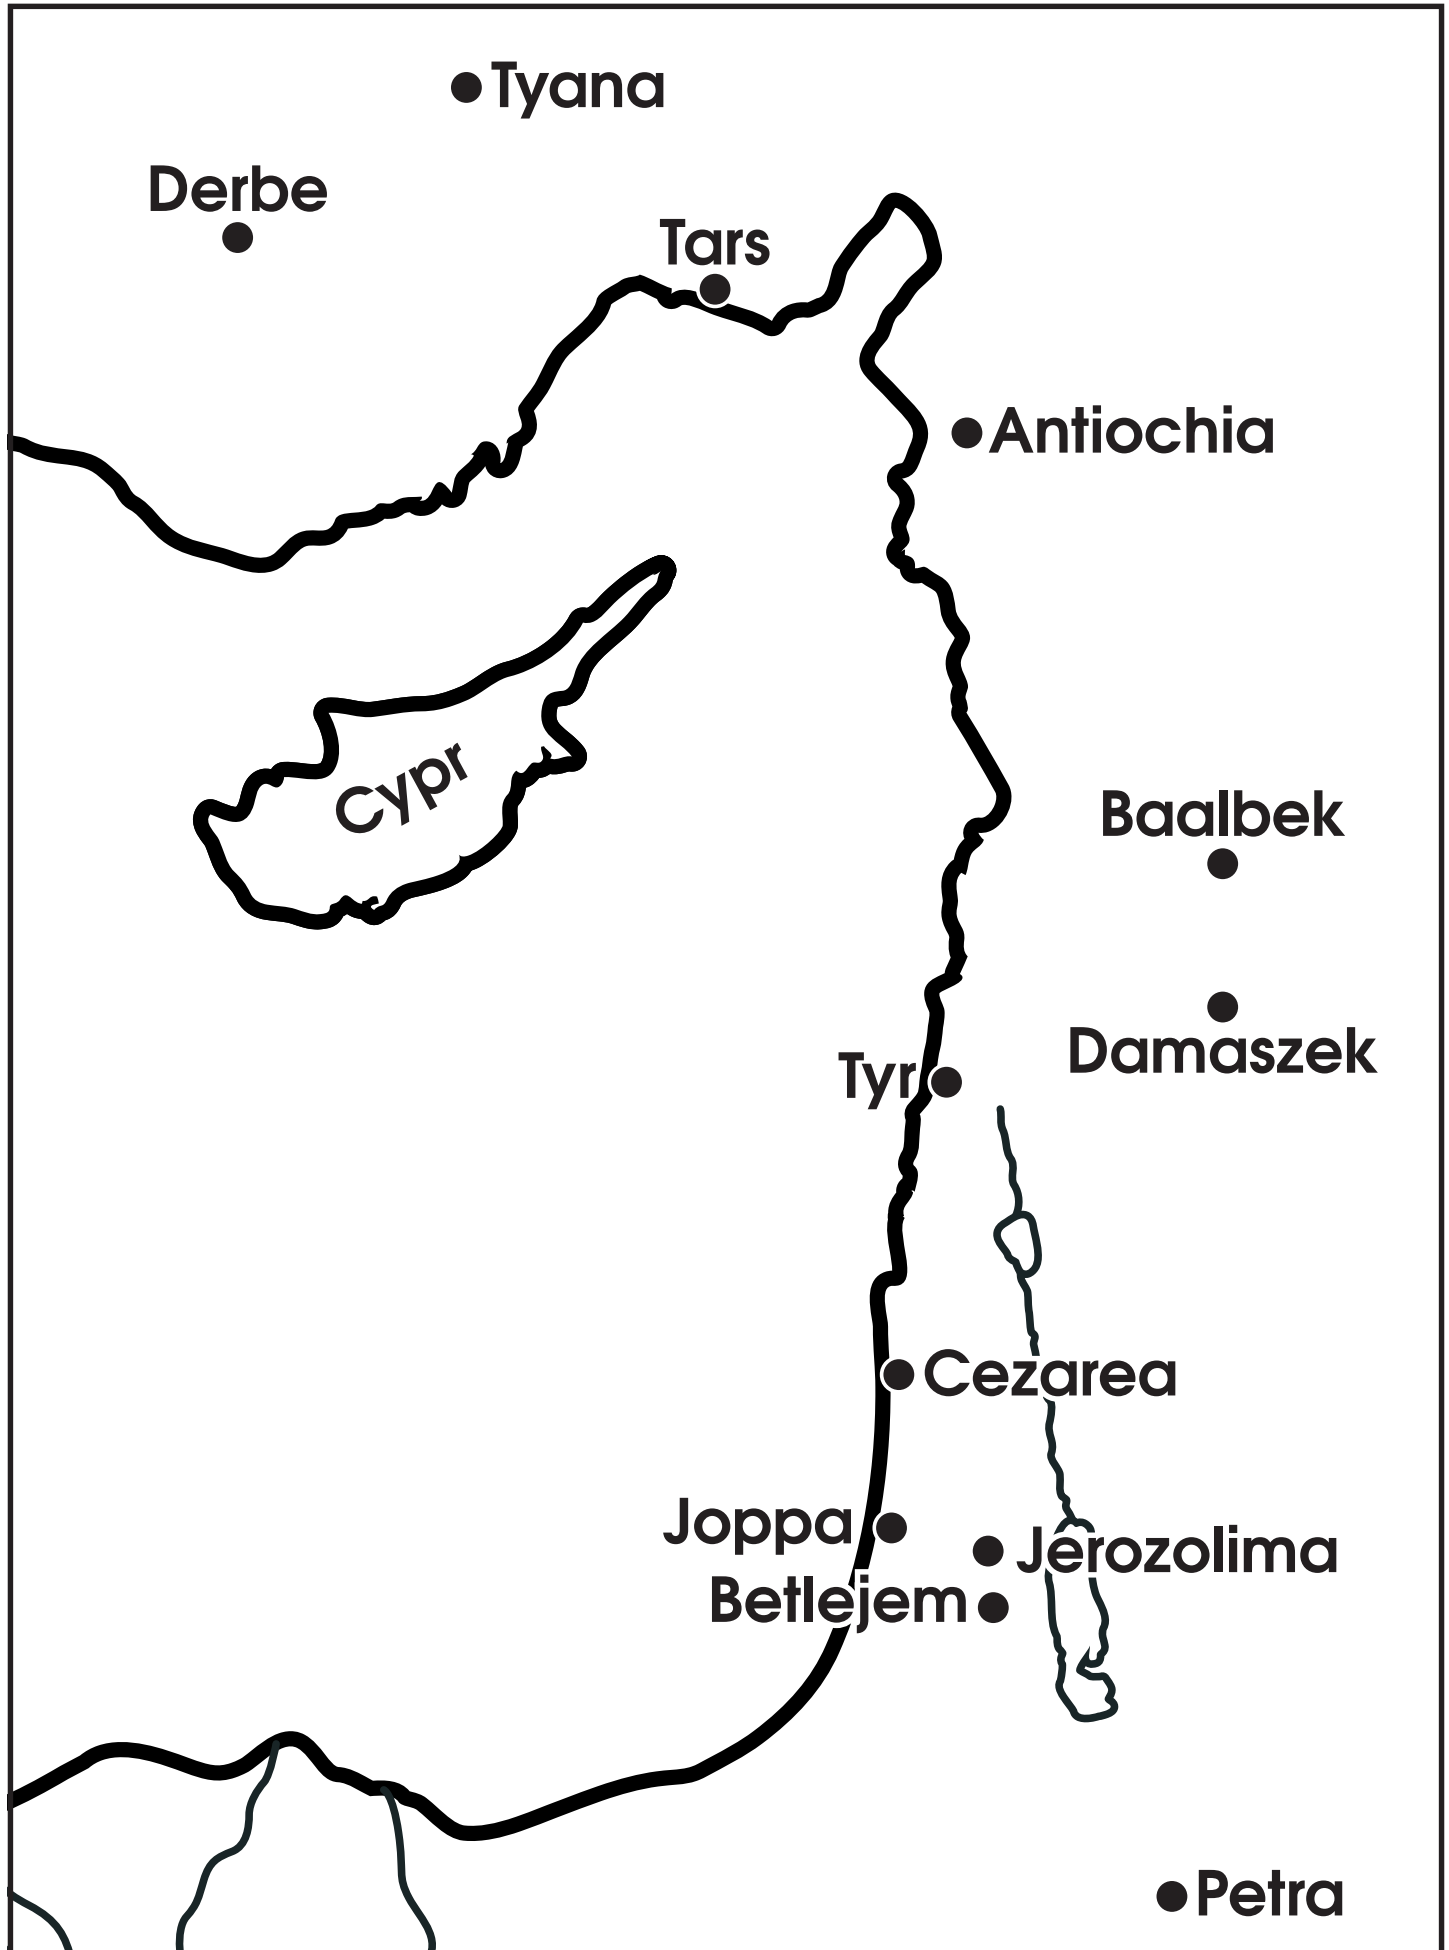 Tyana
Derbe
Tars
Antiochia
Cypr
Baalbek
Damaszek
Tyr
Cezarea
Joppa
Jerozolima
Betlejem
Petra